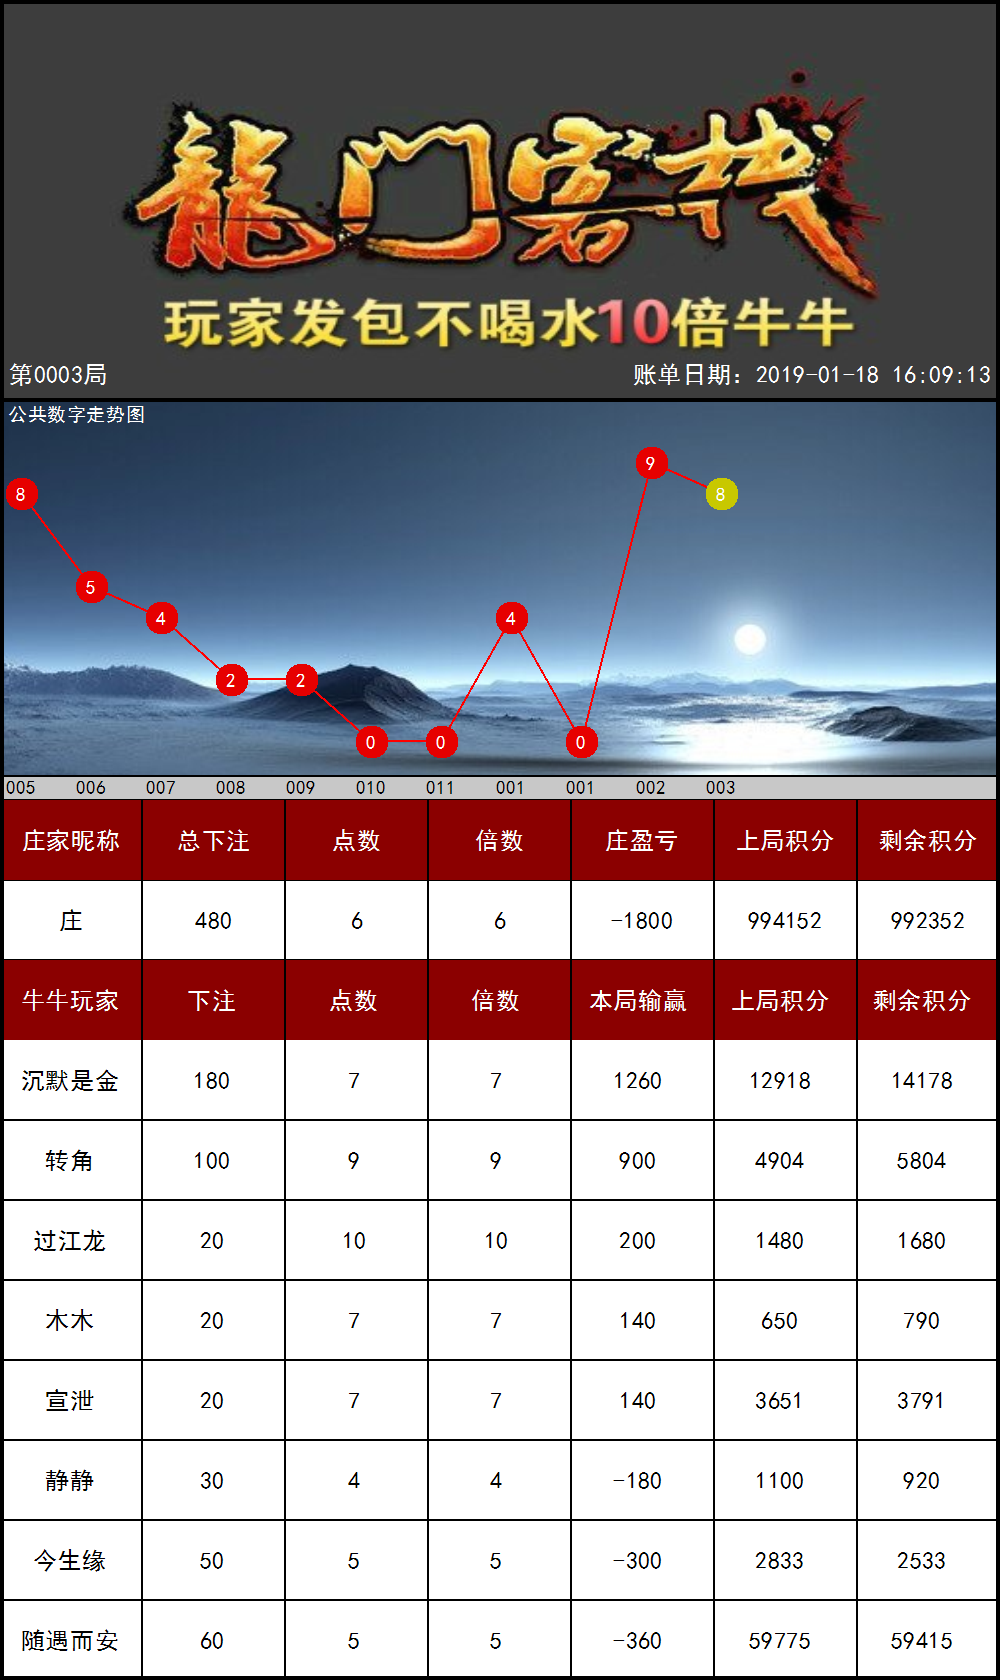 龍门客栈
玩家发包不喝水10倍牛牛
第0003局 账单日期：2019-01-18 16:09:13
公共数字走势图
8 5 4 2 2 0 0 4 0 9 8
005 006 007 008 009 010 011 001 001 002 003
庄家昵称 总下注 点数 倍数 庄盈亏 上局积分 剩余积分
庄 480 6 6 -1800 994152 992352
牛牛玩家 下注 点数 倍数 本局输赢 上局积分 剩余积分
沉默是金 180 7 7 1260 12918 14178
转角 100 9 9 900 4904 5804
过江龙 20 10 10 200 1480 1680
木木 20 7 7 140 650 790
宣泄 20 7 7 140 3651 3791
静静 30 4 4 -180 1100 920
今生缘 50 5 5 -300 2833 2533
随遇而安 60 5 5 -360 59775 59415